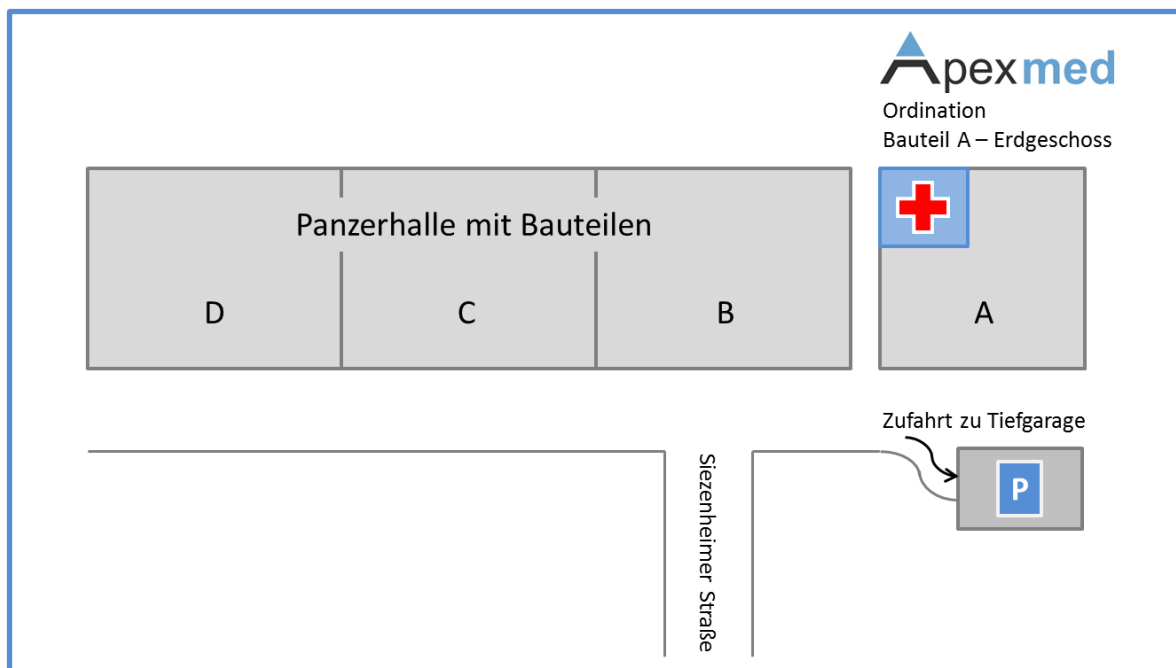 Apexmed
Ordination
Bauteil A – Erdgeschoss
Panzerhalle mit Bauteilen
D
C
B
A
Zufahrt zu Tiefgarage
P
Siezenheimer Straße